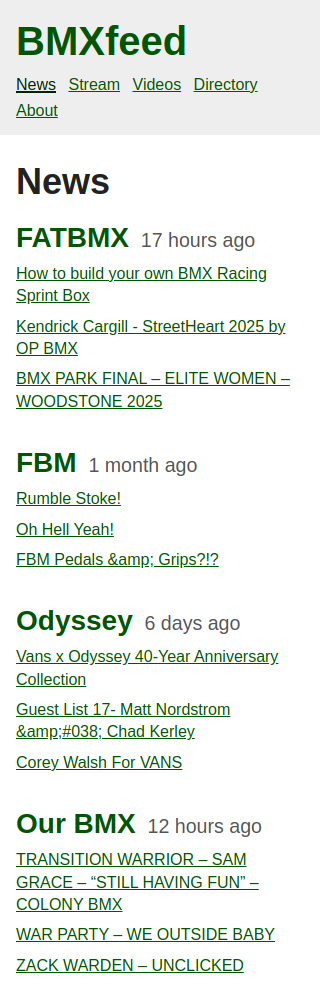 BMXfeed
News Stream Videos Directory
About
News
FATBMX 17 hours ago
How to build your own BMX Racing
Sprint Box
Kendrick Cargill - StreetHeart 2025 by
OP BMX
BMX PARK FINAL – ELITE WOMEN –
WOODSTONE 2025
FBM 1 month ago
Rumble Stoke!
Oh Hell Yeah!
FBM Pedals &amp; Grips?!?
Odyssey 6 days ago
Vans x Odyssey 40-Year Anniversary
Collection
Guest List 17- Matt Nordstrom
&amp;#038; Chad Kerley
Corey Walsh For VANS
Our BMX 12 hours ago
TRANSITION WARRIOR – SAM
GRACE – “STILL HAVING FUN” –
COLONY BMX
WAR PARTY – WE OUTSIDE BABY
ZACK WARDEN – UNCLICKED